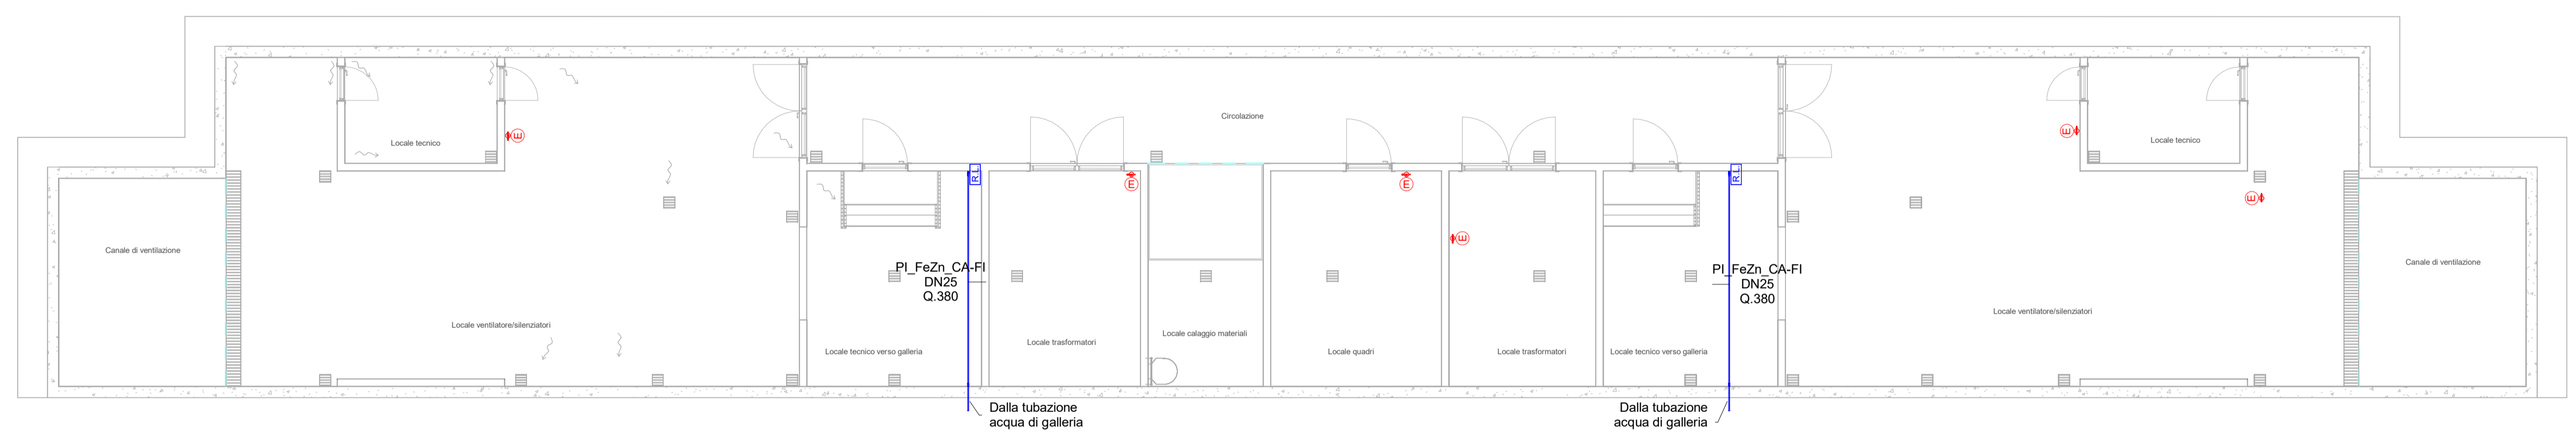 Circolazione
Locale tecnico
E
E
Locale tecnico
R.L.
R.L.
E
E
E
E
Canale di ventilazione
PI_FeZn_CA-FI
DN25
Q.380
PI_FeZn_CA-FI
DN25
Q.380
Canale di ventilazione
Locale ventilatore/silenziatori
Locale tecnico verso galleria
Locale trasformatori
Locale calaggio materiali
Locale quadri
Locale trasformatori
Locale tecnico verso galleria
Locale ventilatore/silenziatori
Dalla tubazione
acqua di galleria
Dalla tubazione
acqua di galleria